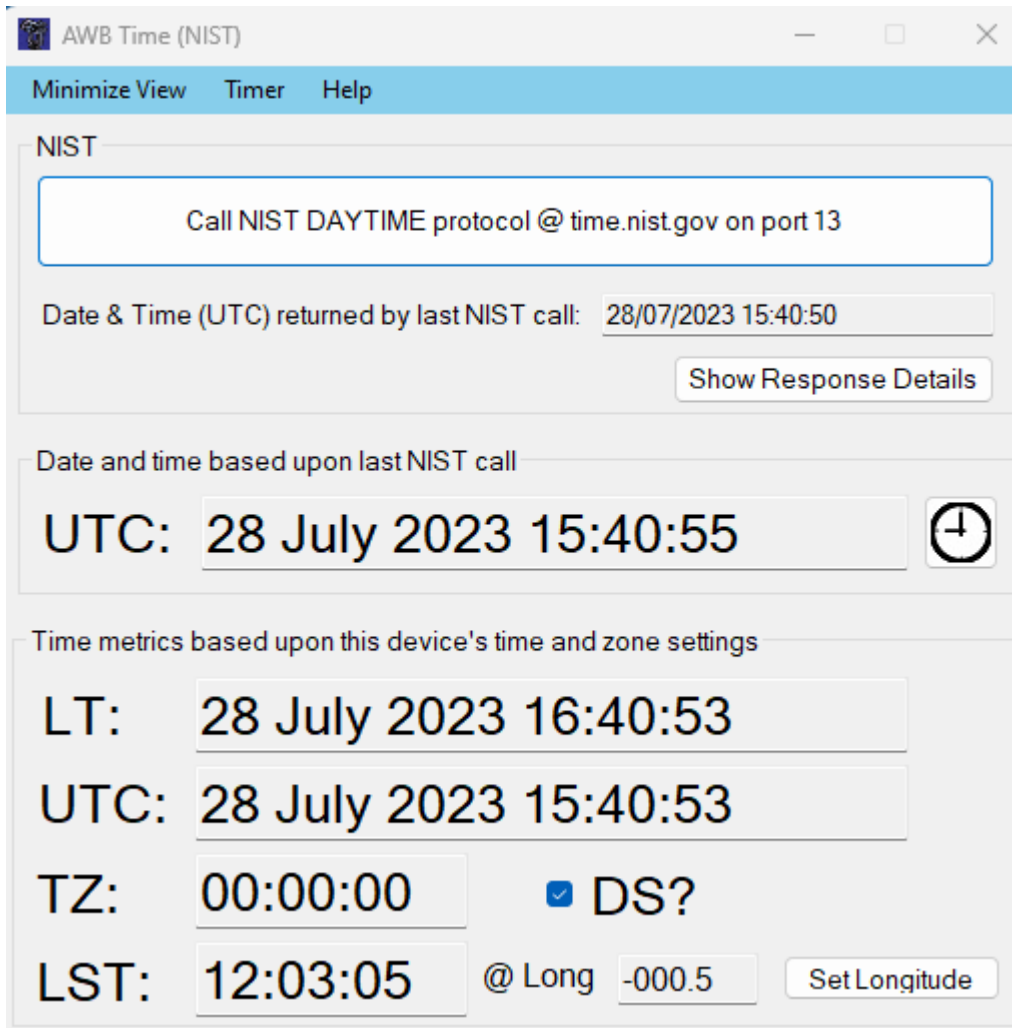 AWB Time (NIST)
Minimize View Timer Help
NIST
Call NIST DAYTIME protocol @ time.nist.gov on port 13
Date & Time (UTC) returned by last NIST call: 28/07/2023 15:40:50
Show Response Details
Date and time based upon last NIST call
UTC: 28 July 2023 15:40:55
Time metrics based upon this device's time and zone settings
LT: 28 July 2023 16:40:53
UTC: 28 July 2023 15:40:53
TZ: 00:00:00 DS?
LST: 12:03:05 @ Long -000.5 Set Longitude